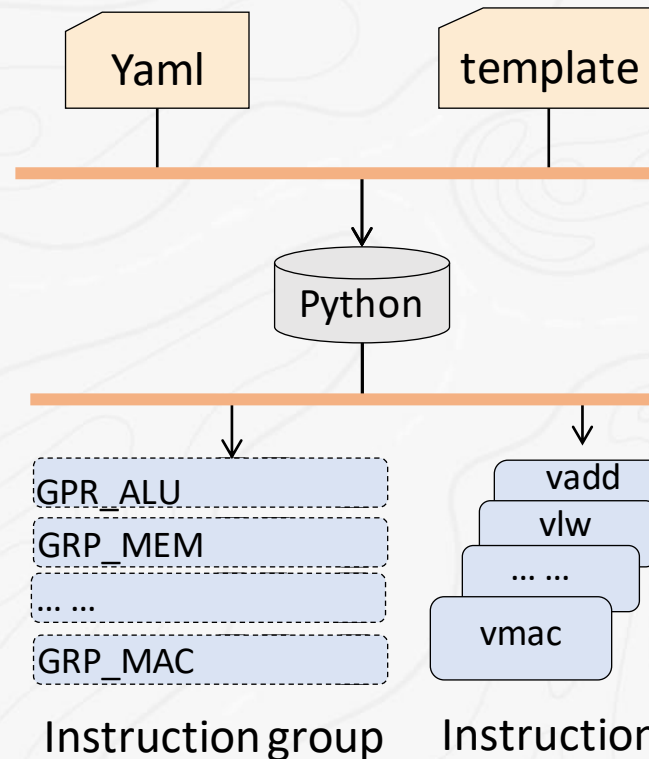 Yaml
template
Python
GPR_ALU
GRP_MEM
... ...
GRP_MAC
vadd
vlw
... ...
vmac
Instruction group
Instruction